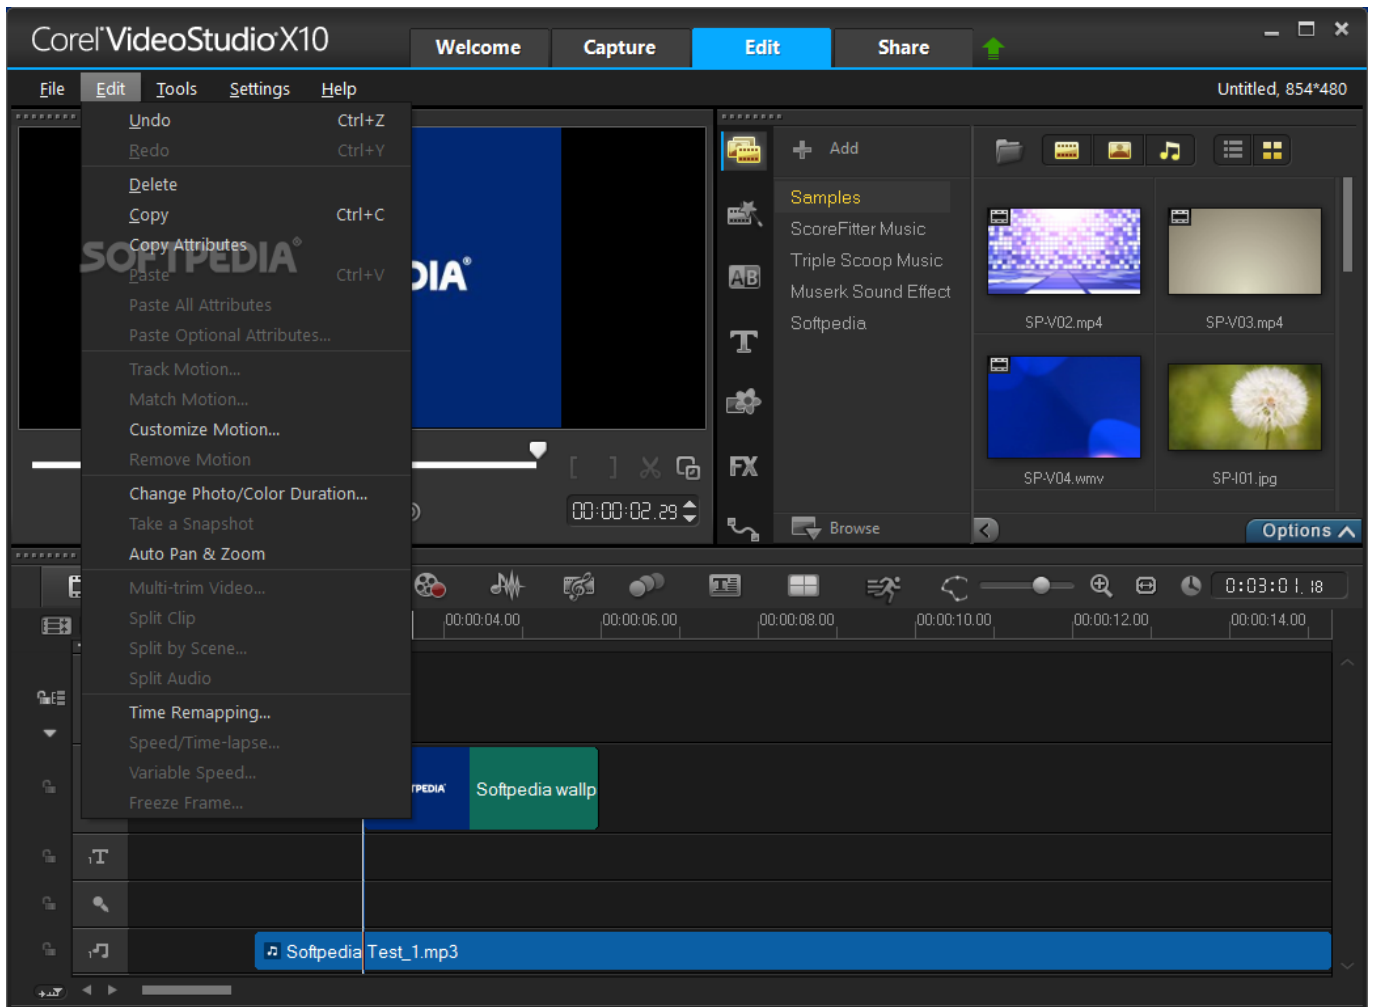 Corel VideoStudio X10
Welcome Capture Edit Share
File Edit Tools Settings Help
Untitled, 854*480
Undo Ctrl+Z
Redo Ctrl+Y
Delete
Copy Ctrl+C
Copy Attributes
Paste Ctrl+V
Paste All Attributes
Paste Optional Attributes...
Track Motion...
Match Motion...
Customize Motion...
Remove Motion
Change Photo/Color Duration...
Take a Snapshot
Auto Pan & Zoom
Multi-trim Video...
Split Clip
Split by Scene...
Split Audio
Time Remapping...
Speed/Time-lapse...
Variable Speed...
Freeze Frame...
SOFTPEDIA®
DIA®
[ ]
00:00:02.29
AB
T
FX
Add
Samples
ScoreFitter Music
Triple Scoop Music
Muserk Sound Effect
Softpedia
Browse
SP-V02.mp4 SP-V03.mp4
SP-V04.wmv SP-I01.jpg
Options
0:03:01.18
00:00:04.00 00:00:06.00 00:00:08.00 00:00:10.00 00:00:12.00 00:00:14.00
TPEDIA Softpedia wallp
1T
Softpedia Test_1.mp3